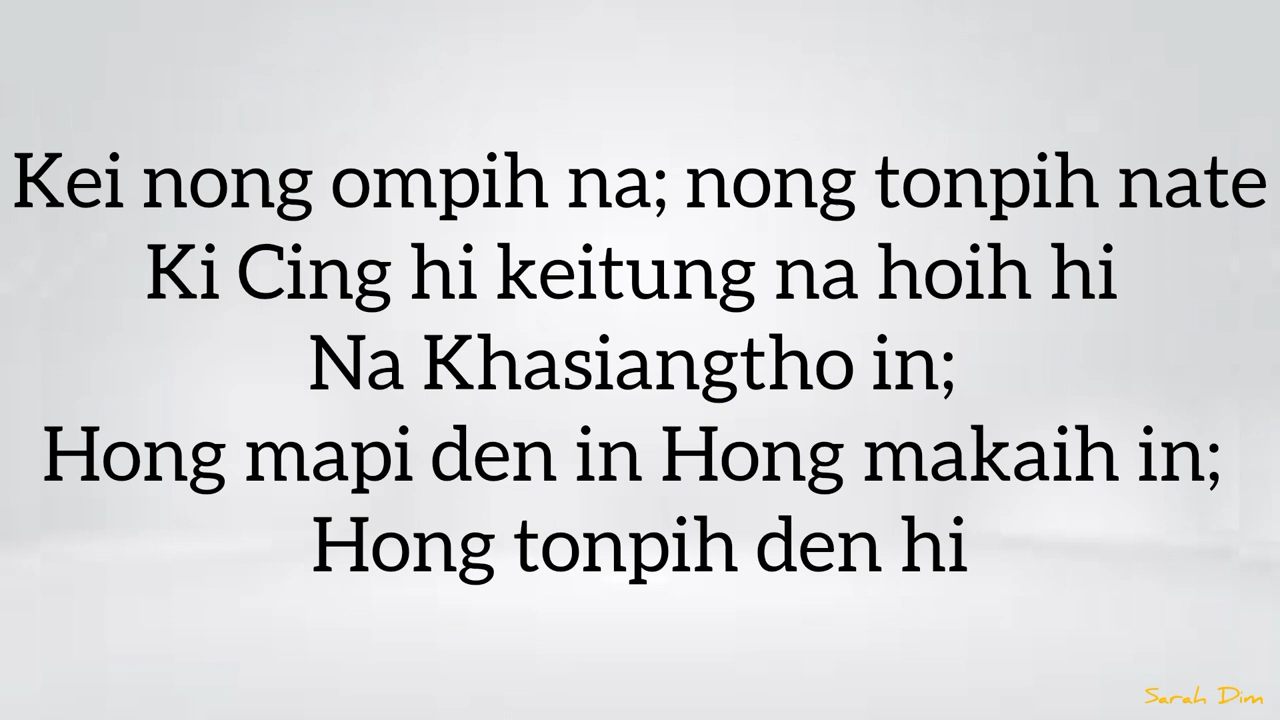 Kei nong ompih na; nong tonpih nate
Ki Cing hi keitung na hoih hi
Na Khasiangtho in;
Hong mapi den in Hong makaih in;
Hong tonpih den hi
Sarah Dim